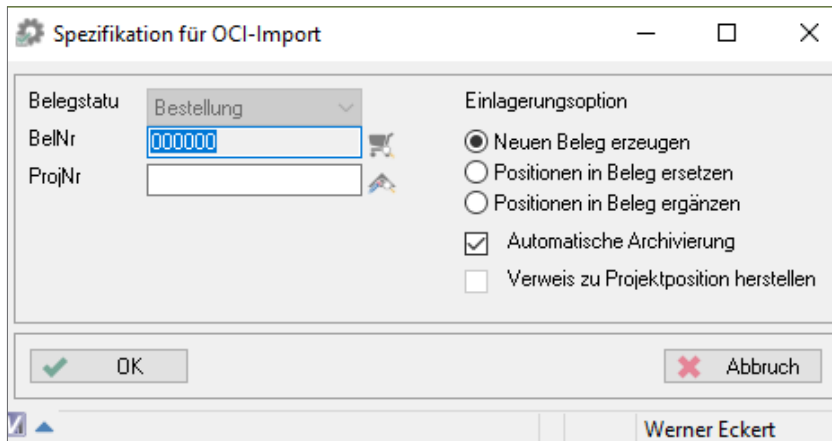 Spezifikation für OCI-Import
Belegstatu
Bestellung
BelNr
000000
ProjNr
Einlagerungsoption
Neuen Beleg erzeugen
Positionen in Beleg ersetzen
Positionen in Beleg ergänzen
Automatische Archivierung
Verweis zu Projektposition herstellen
OK
Abbruch
Werner Eckert